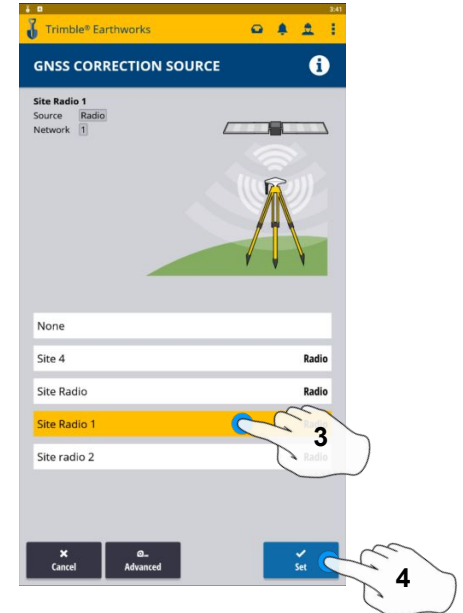 3:41
Trimble® Earthworks
GNSS CORRECTION SOURCE
Site Radio 1
Source Radio
Network 1
None
Site 4 Radio
Site Radio Radio
Site Radio 1 Radio
3
Site radio 2 Radio
Cancel Advanced Set
4